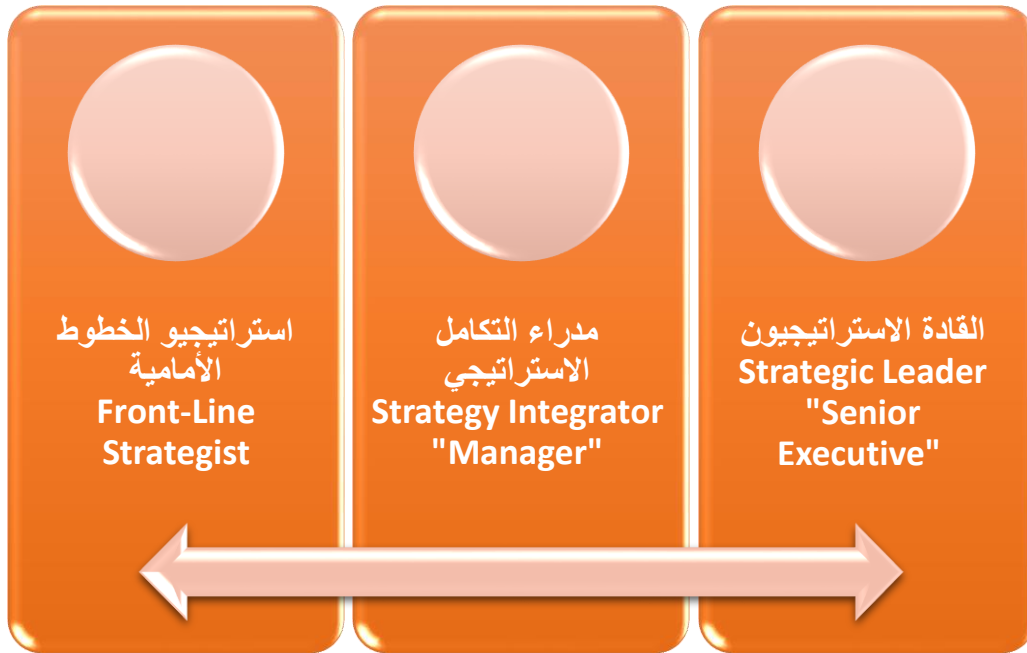 القادة الاستراتيجيون
Strategic Leader
"Senior
Executive"
مدراء التكامل
الاستراتيجي
Strategy Integrator
"Manager"
استراتيجيو الخطوط
الأمامية
Front-Line
Strategist